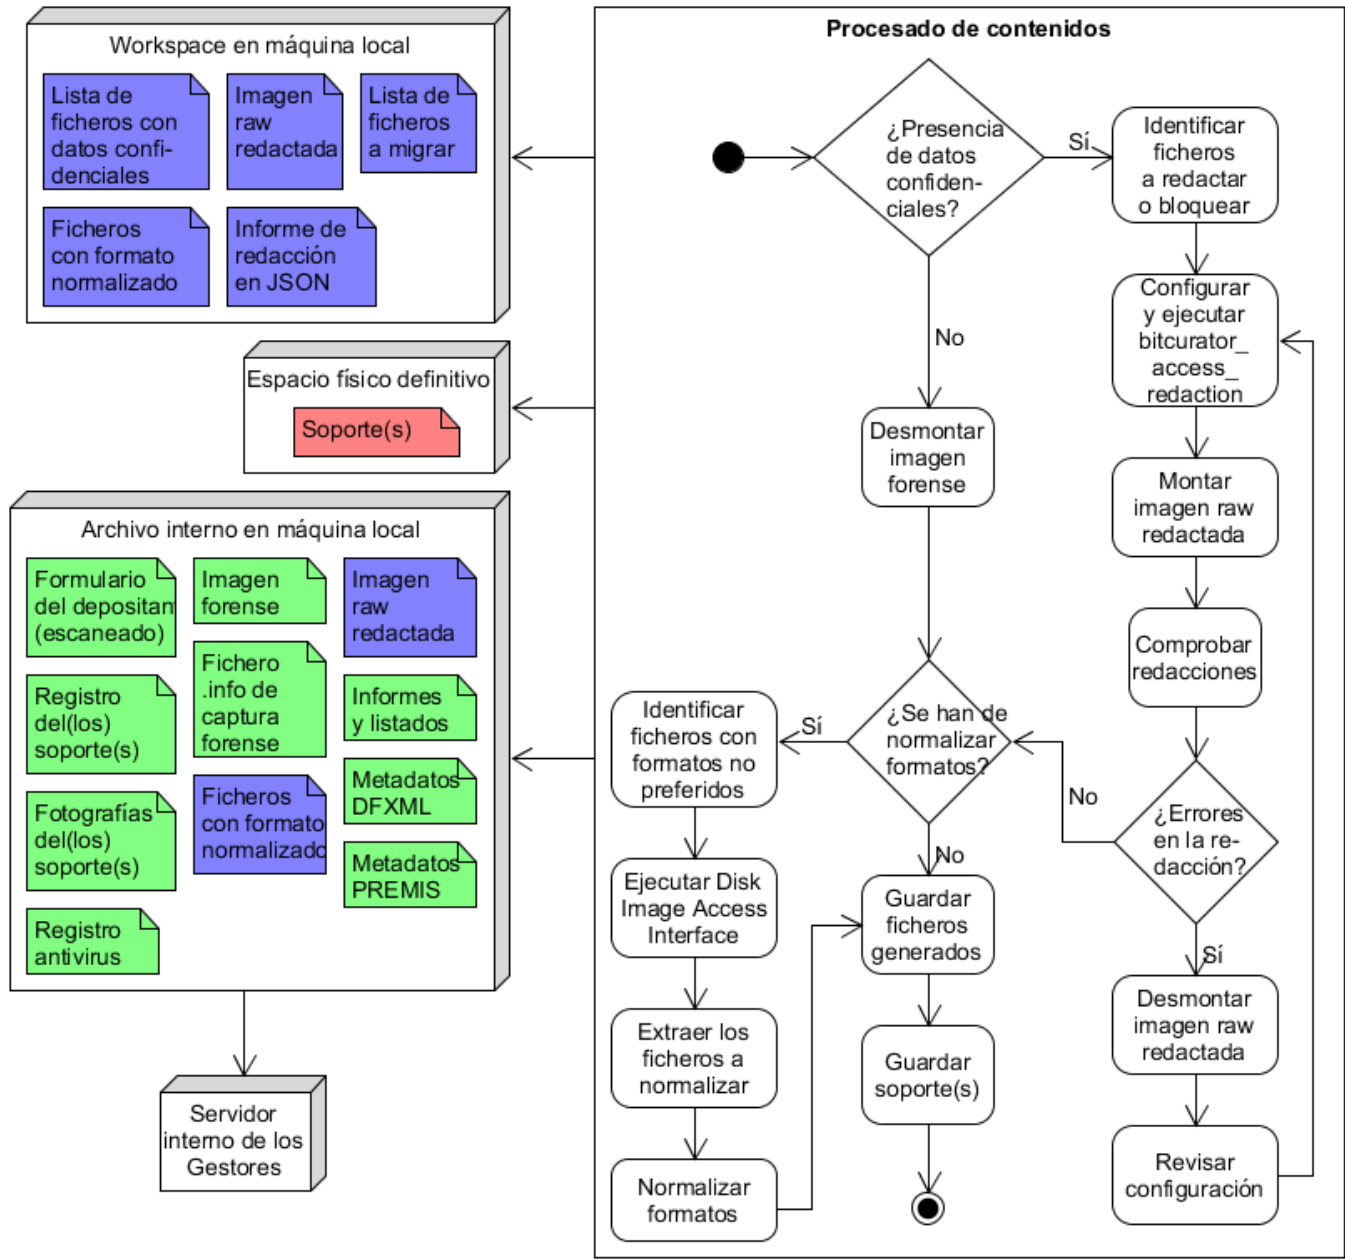 Workspace en máquina local
Lista de
ficheros con
datos confi-
denciales
Imagen
raw
redactada
Lista de
ficheros
a migrar
Ficheros
con formato
normalizado
Informe de
redacción
en JSON
Espacio físico definitivo
Soporte(s)
Archivo interno en máquina local
Formulario
del depositan
(escaneado)
Imagen
forense
Imagen
raw
redactada
Registro
del(los)
soporte(s)
Fichero
.info de
captura
forense
Informes
y listados
Fotografías
del(los)
soporte(s)
Ficheros
con formato
normalizado
Metadatos
DFXML
Metadatos
PREMIS
Registro
antivirus
Servidor
interno de los
Gestores
Procesado de contenidos
¿Presencia
de datos
confiden-
ciales?
Sí
Identificar
ficheros
a redactar
o bloquear
No
Configurar
y ejecutar
bitcurator_
access_
redaction
Desmontar
imagen
forense
Montar
imagen raw
redactada
Comprobar
redacciones
¿Errores
en la re-
dacción?
No
Sí
Desmontar
imagen raw
redactada
Revisar
configuración
¿Se han de
normalizar
formatos?
Sí
No
Identificar
ficheros con
formatos no
preferidos
Ejecutar Disk
Image Access
Interface
Extraer los
ficheros a
normalizar
Normalizar
formatos
Guardar
ficheros
generados
Guardar
soporte(s)